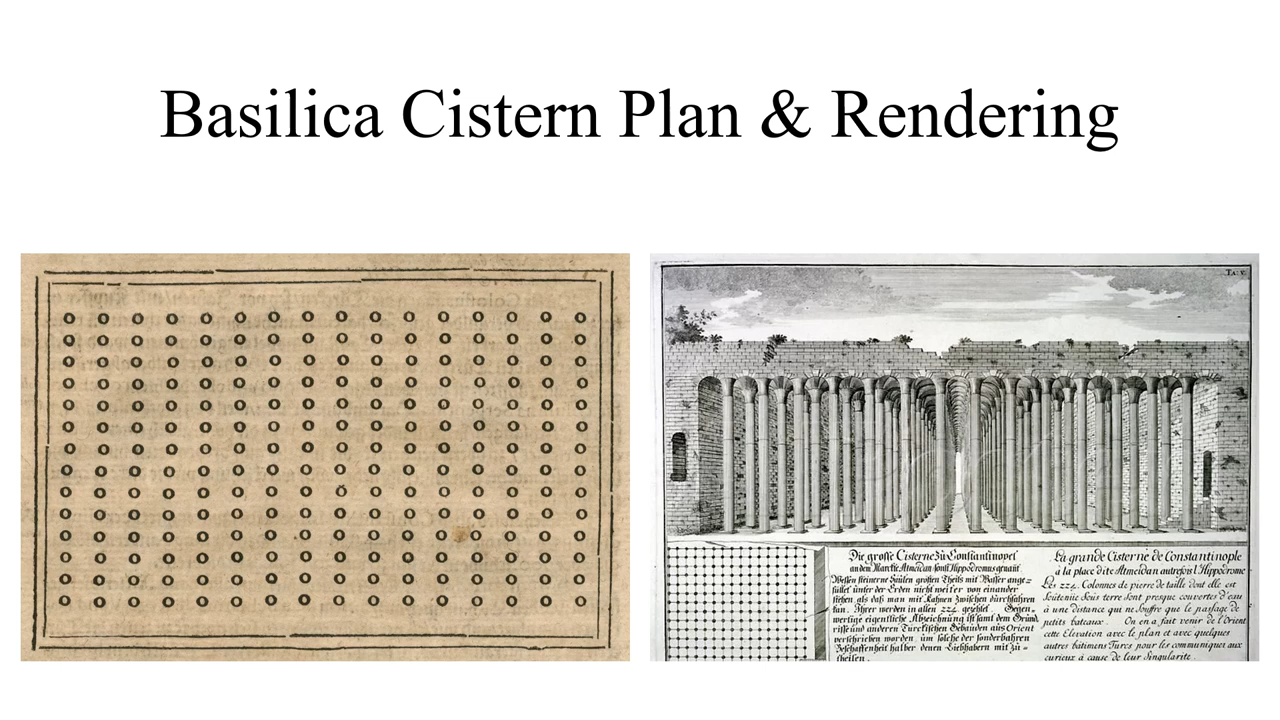 Basilica Cistern Plan & Rendering
Ta: V.
Die grosse Cisterne zu Constantinopel
an dem Marckte Atmeidan sonst Hippodromus genant
Dessen steinerne Säulen grosten Theils mit Wasser ange=
füllet unter der Erden nicht weiter von einander
stehen als daß man mit Kahnen zwischen durchfahren
kan. Ihrer werden in allen 224 gezehlet. Gegen=
wertige eigentliche Abzeichnung ist samt dem Grund
risse und anderen Türckischen Gebäuden aus Orient
verschrieben worden, um solche der sonderbahren
Beschaffenheit halber denen Liebhabern mit zu=
theilen.
La grande Cisterne de Constantinople
à la place dite Atmeidan autrefois l'Hippodrome
Les 224. Colonnes de pierre de taille dont elle est
Soûtenüe Soûs terre Sont presque couvertes d'eau
à une distance qui ne Souffre que le passage de
petits bateaux. On en a fait venir de l'Orient
cette Elevation avec le plan et avec quelques
autres bâtimens Turcs pour les communiquer aux
curieux à cause de leur Singularité.